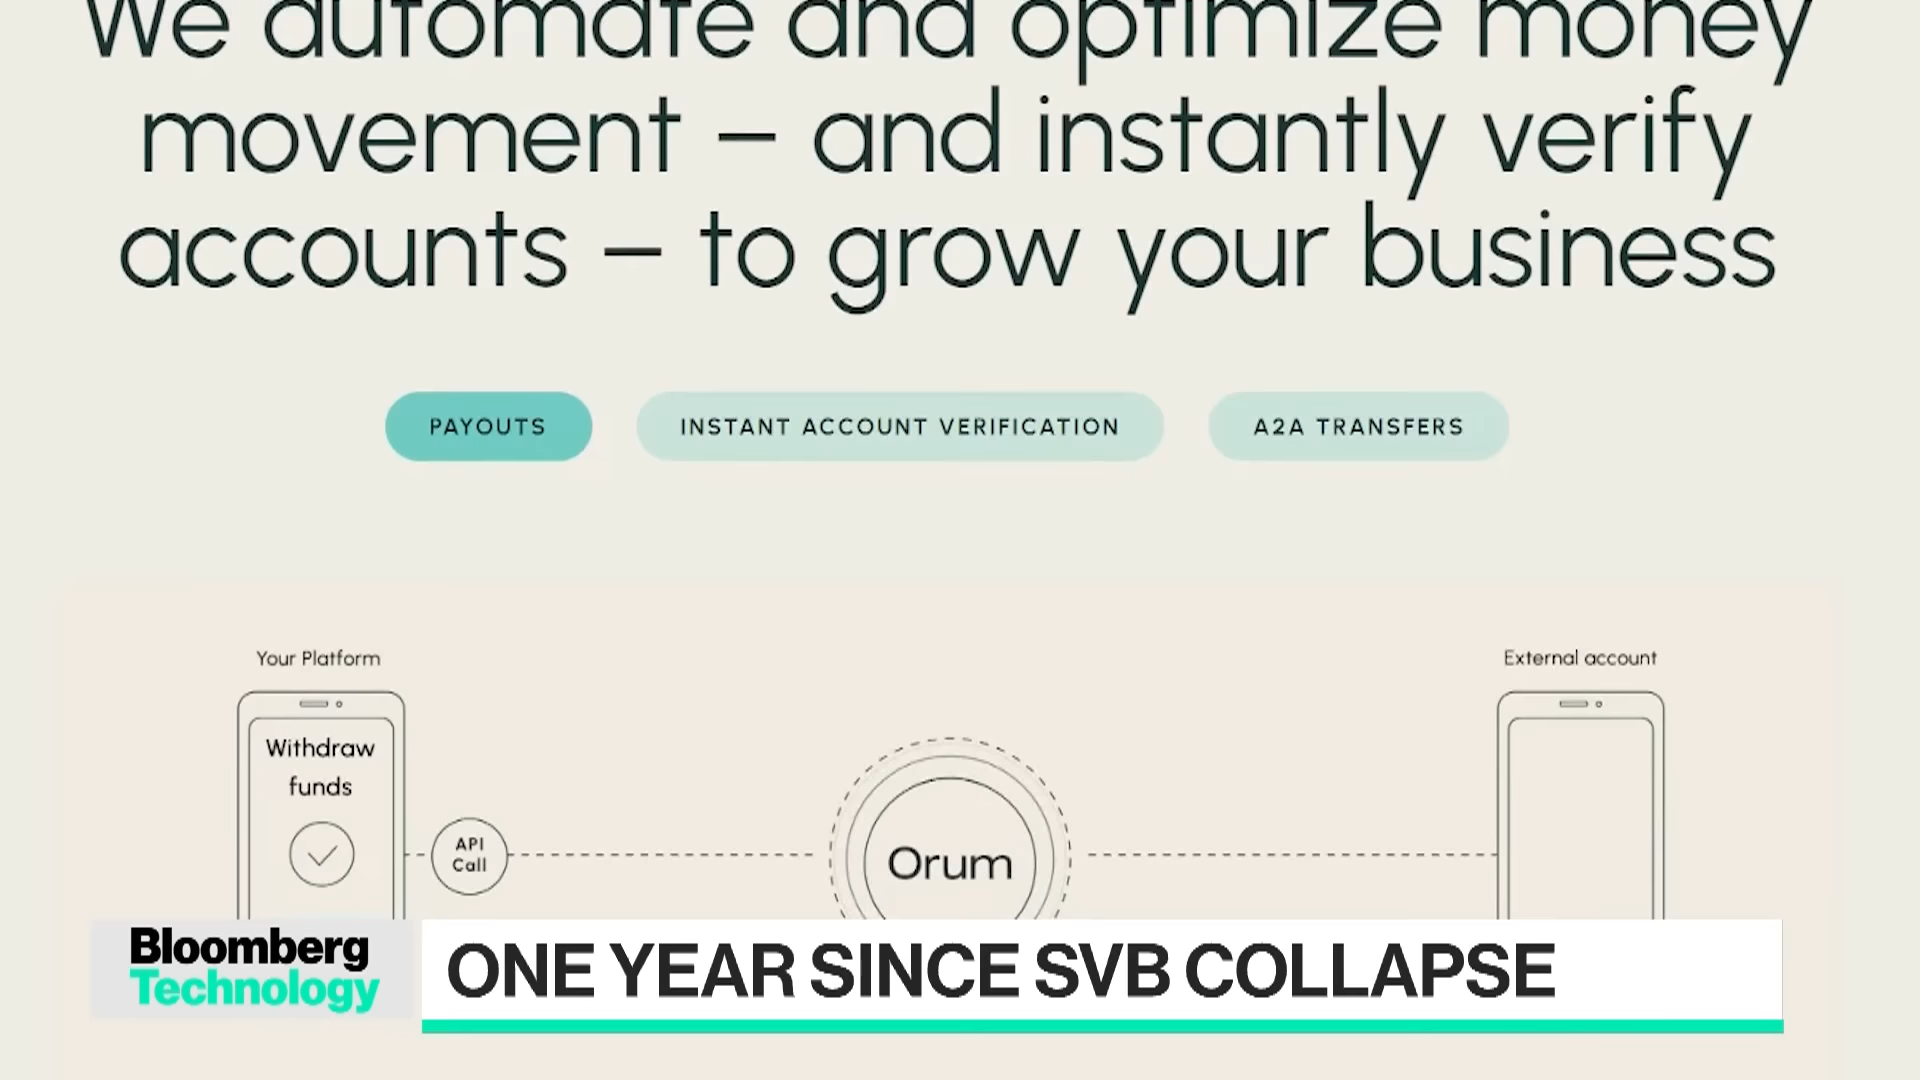 We automate and optimize money
movement – and instantly verify
accounts – to grow your business
PAYOUTS
INSTANT ACCOUNT VERIFICATION
A2A TRANSFERS
Your Platform
External account
Withdraw
funds
API
Call
Orum
Bloomberg
Technology
ONE YEAR SINCE SVB COLLAPSE